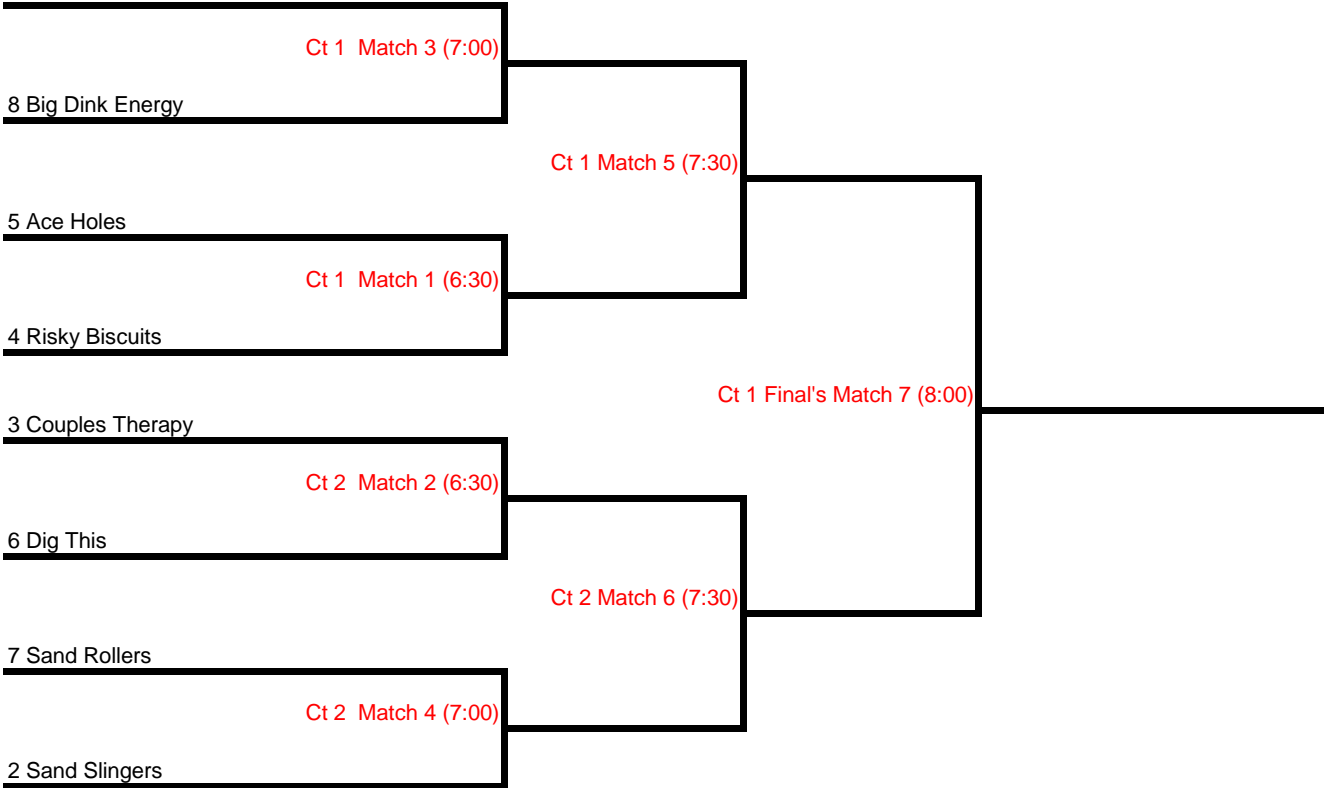 Ct 1  Match 3 (7:00)
8 Big Dink Energy
Ct 1 Match 5 (7:30)
5 Ace Holes
Ct 1  Match 1 (6:30)
4 Risky Biscuits
Ct 1 Final's Match 7 (8:00)
3 Couples Therapy
Ct 2  Match 2 (6:30)
6 Dig This
Ct 2 Match 6 (7:30)
7 Sand Rollers
Ct 2  Match 4 (7:00)
2 Sand Slingers